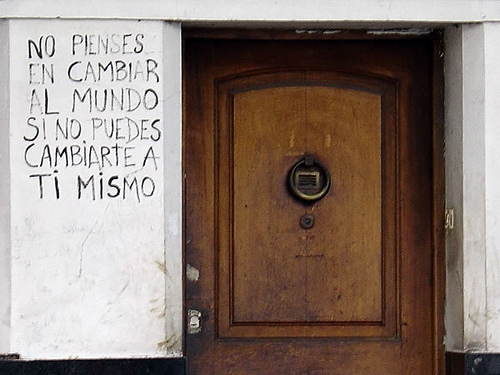 NO PIENSES
EN CAMBIAR
AL MUNDO
SI NO PUEDES
CAMBIARTE A
TI MISMO